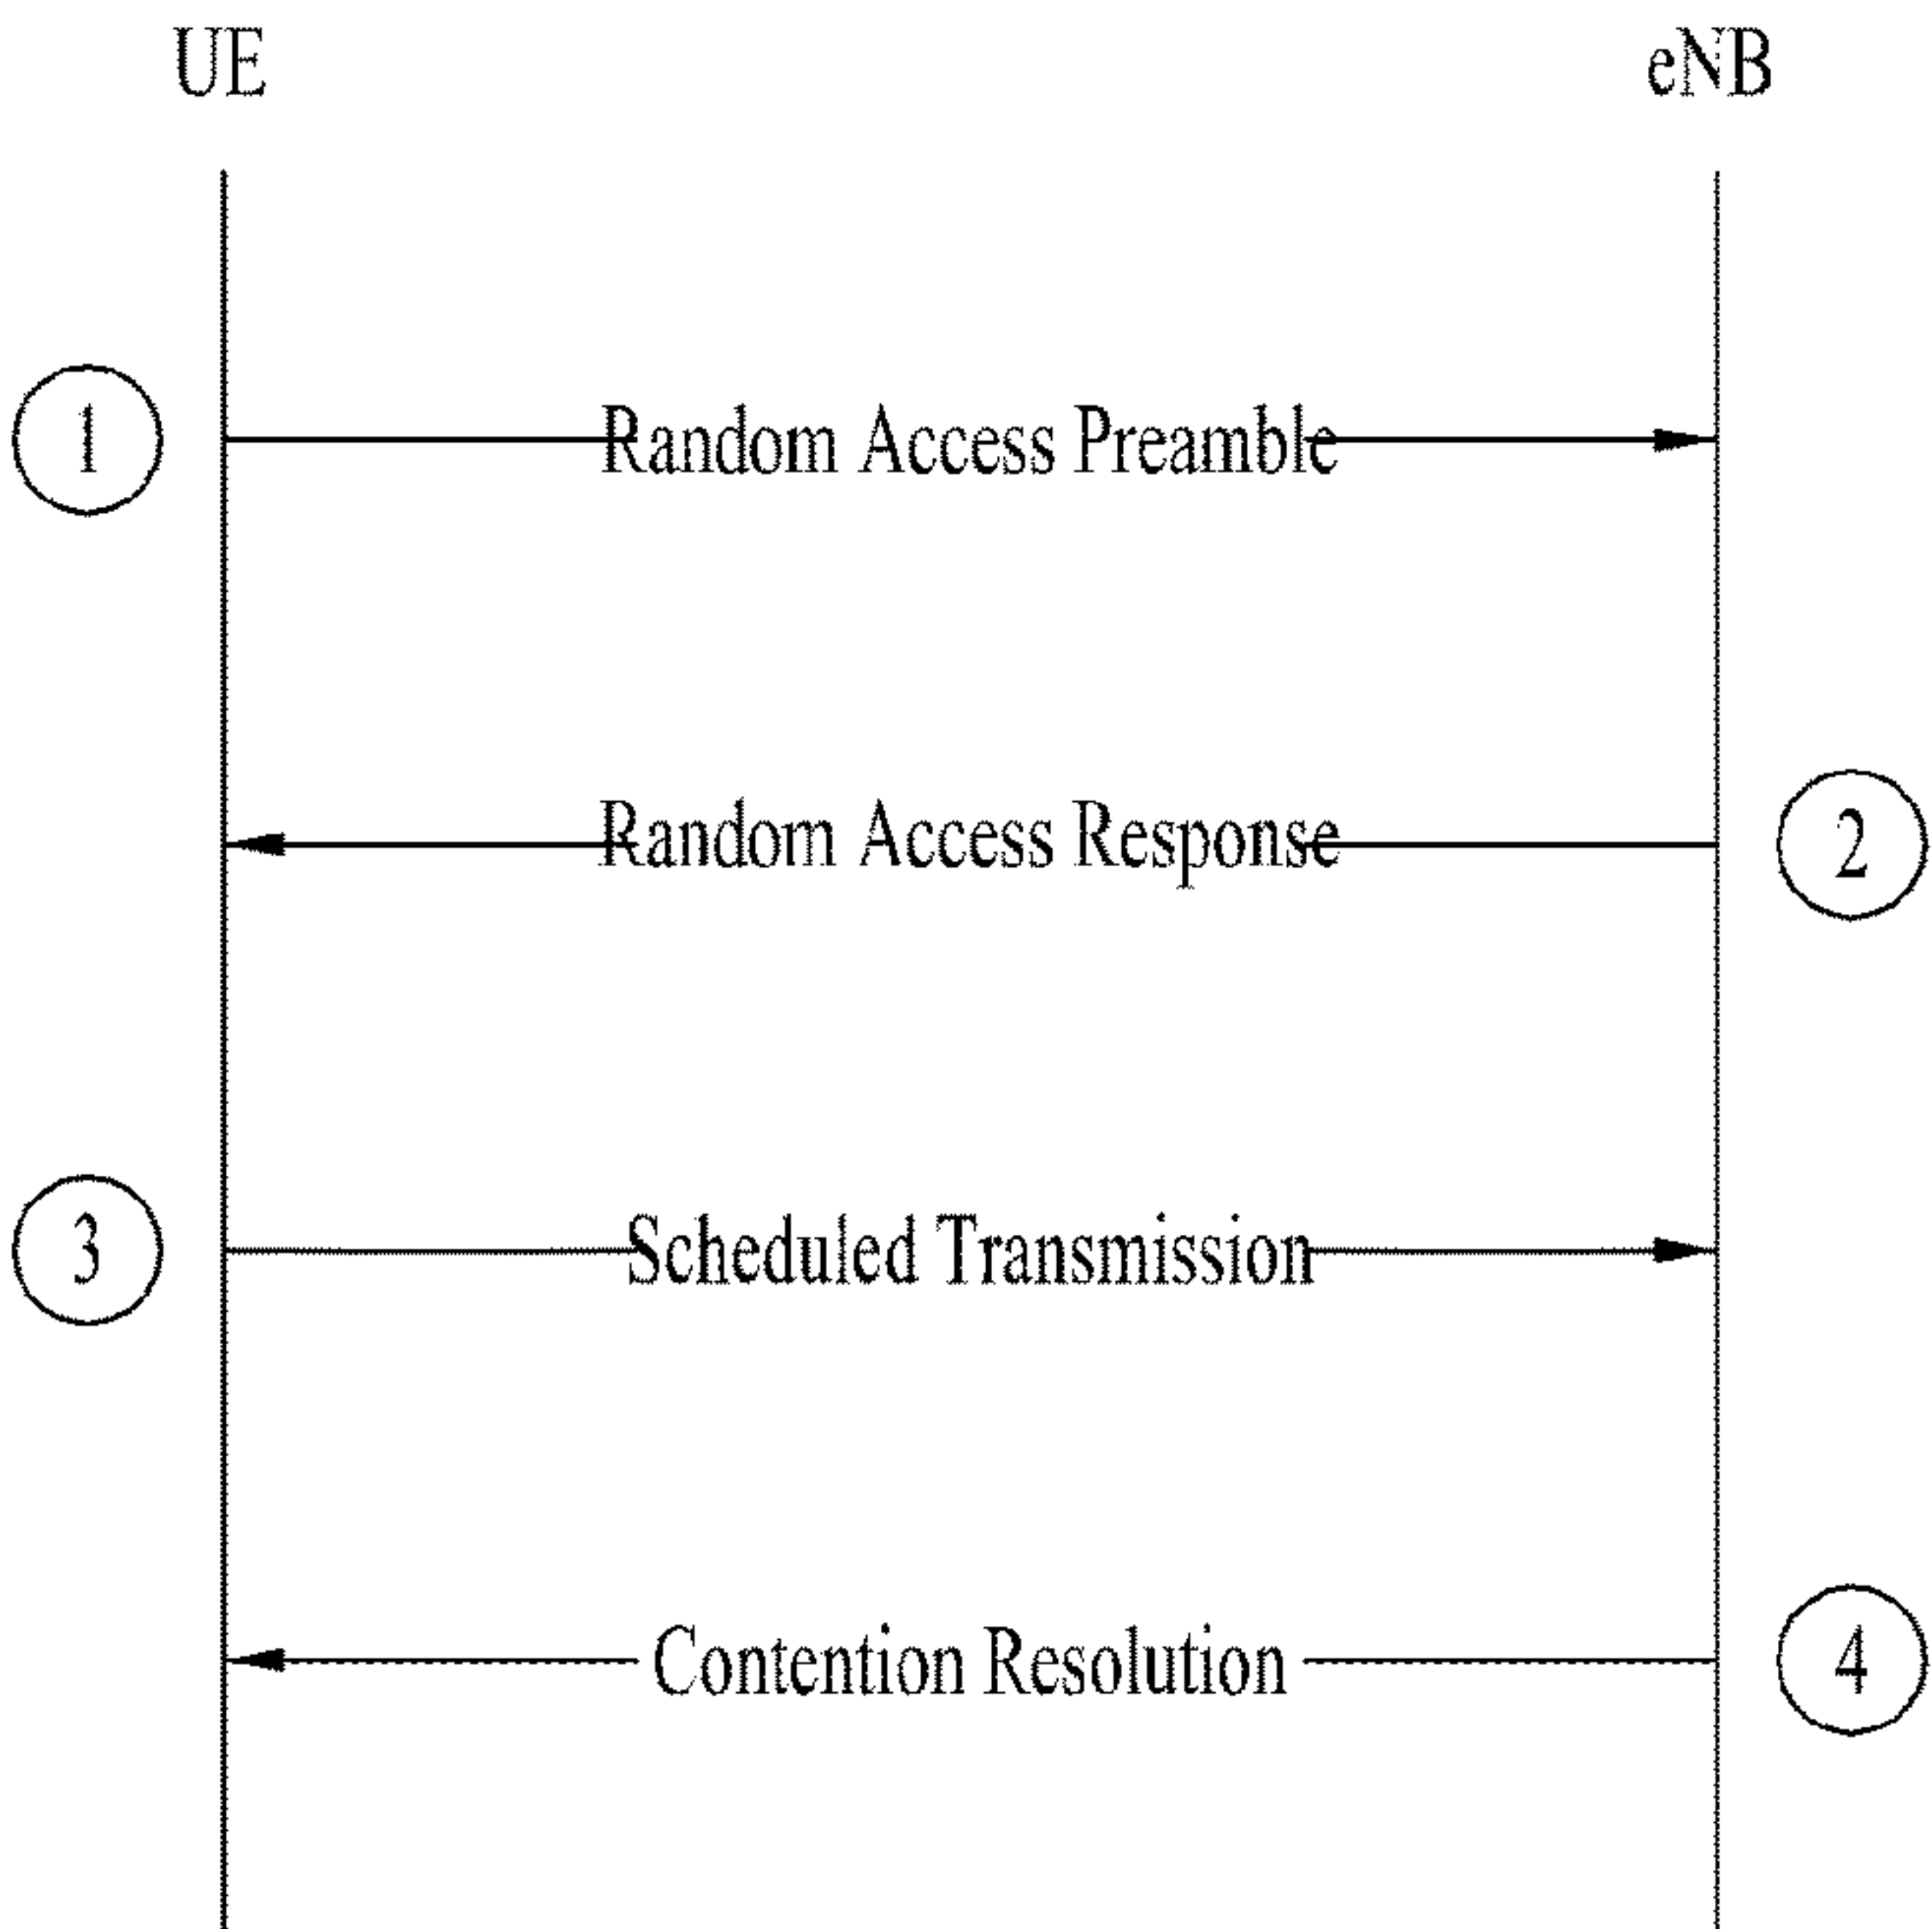 UE eNB
1 Random Access Preamble
Random Access Response 2
3 Scheduled Transmission
Contention Resolution 4